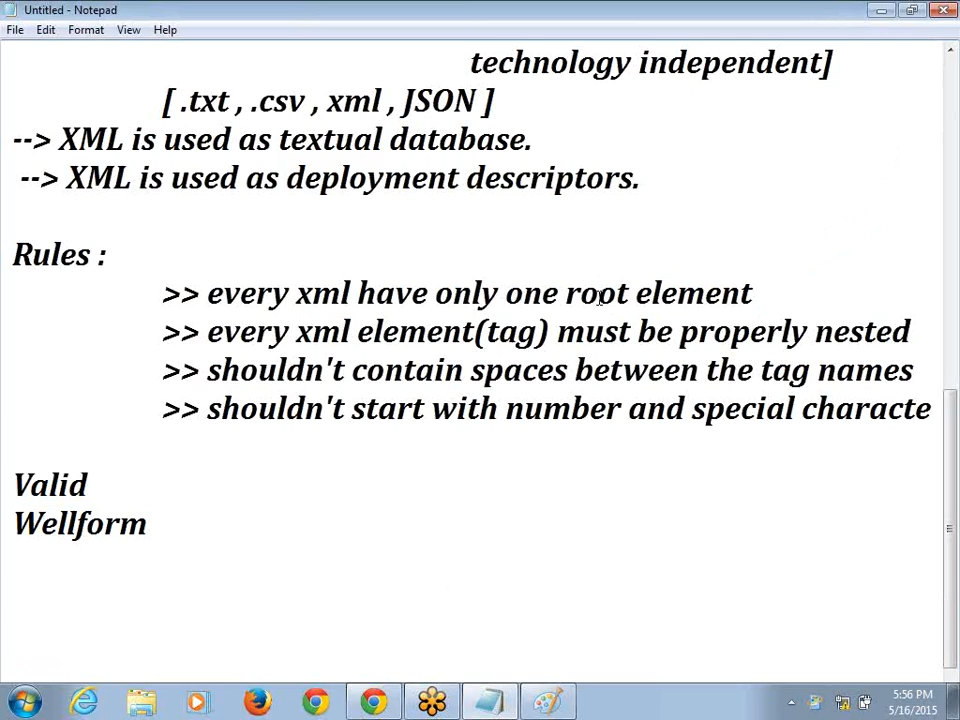 Untitled - Notepad
File Edit Format View Help
technology independent]
[ .txt , .csv , xml , JSON ]
--> XML is used as textual database.
--> XML is used as deployment descriptors.
Rules :
>> every xml have only one root element
>> every xml element(tag) must be properly nested
>> shouldn't contain spaces between the tag names
>> shouldn't start with number and special characte
Valid
Wellform
5:56 PM
5/16/2015